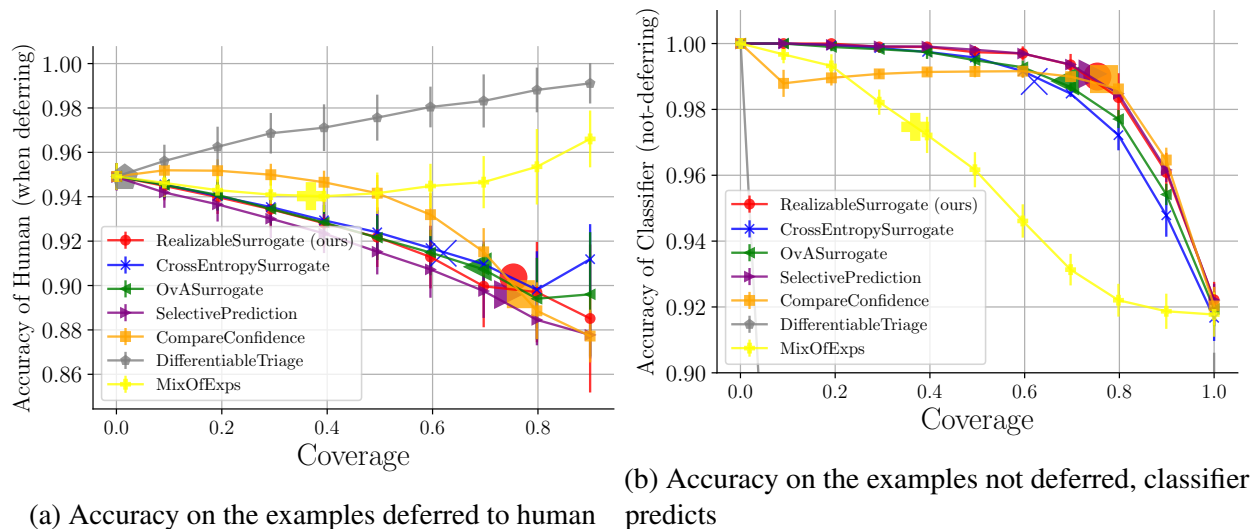 Accuracy of Human (when deferring)
1.00
0.98
0.96
0.94
0.92
0.90
0.88
0.86
RealizableSurrogate (ours)
CrossEntropySurrogate
OvASurrogate
SelectivePrediction
CompareConfidence
DifferentiableTriage
MixOfExps
0.0 0.2 0.4 0.6 0.8
Coverage
(a) Accuracy on the examples deferred to human
Accuracy of Classifier (not-deferring)
1.00
0.98
0.96
0.94
0.92
0.90
RealizableSurrogate (ours)
CrossEntropySurrogate
OvASurrogate
SelectivePrediction
CompareConfidence
DifferentiableTriage
MixOfExps
0.0 0.2 0.4 0.6 0.8 1.0
Coverage
(b) Accuracy on the examples not deferred, classifier
predicts